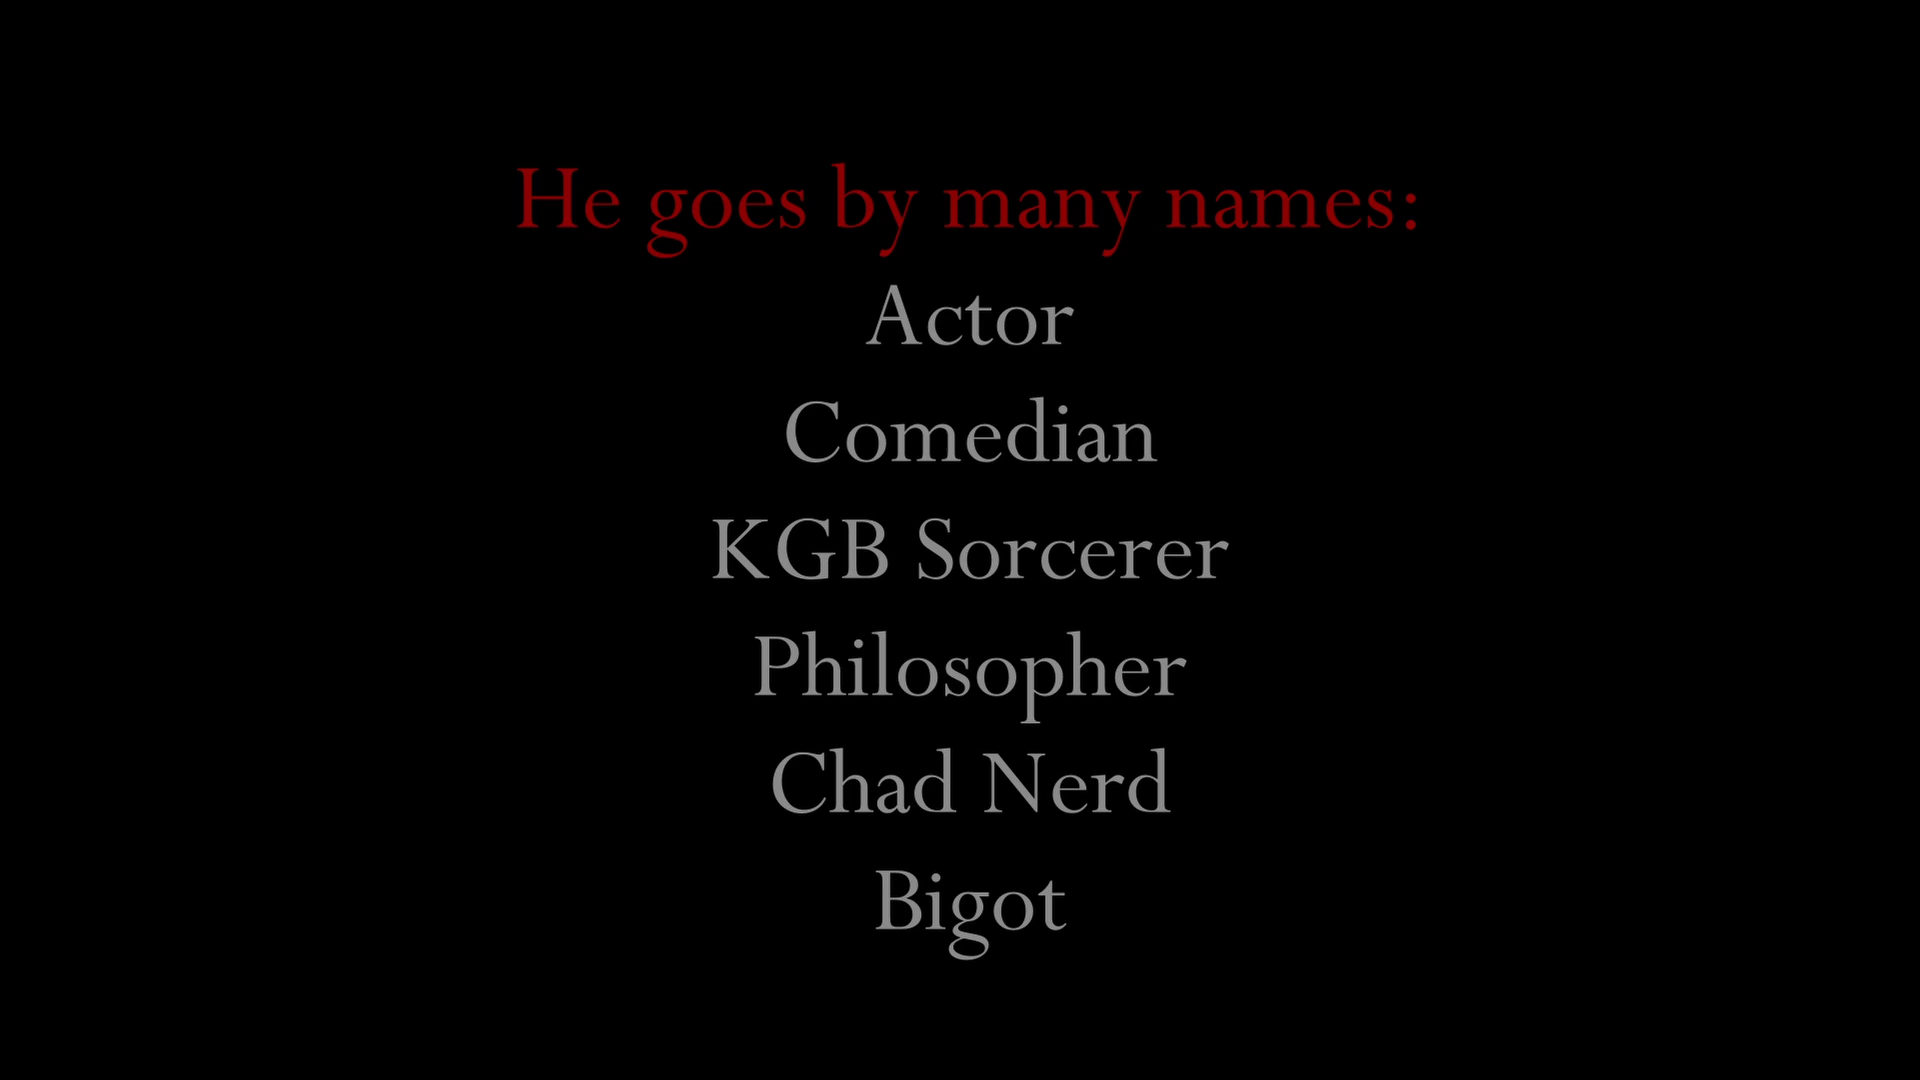 He goes by many names:
Actor
Comedian
KGB Sorcerer
Philosopher
Chad Nerd
Bigot